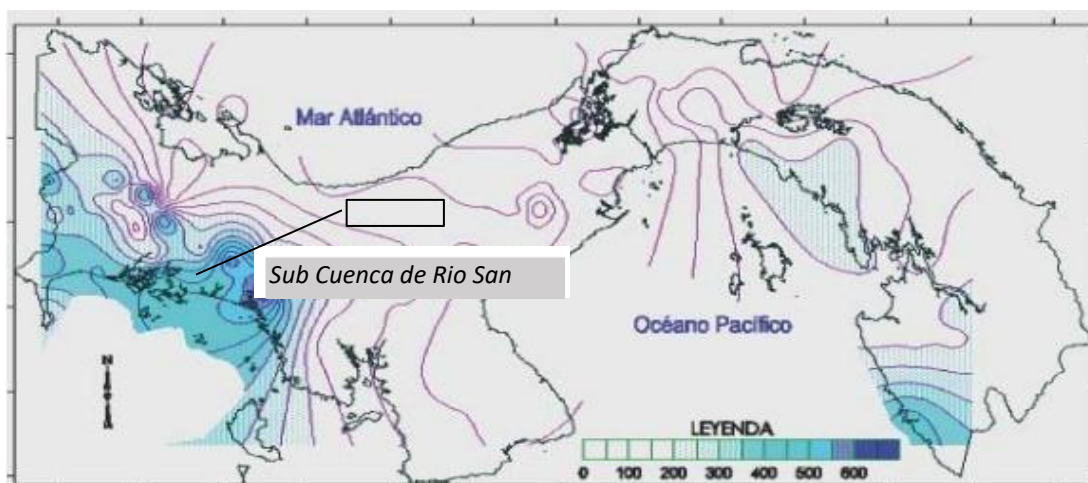 Mar Atlántico
Sub Cuenca de Rio San
Océano Pacífico
N
LEYENDA
0 100 200 300 400 500 600